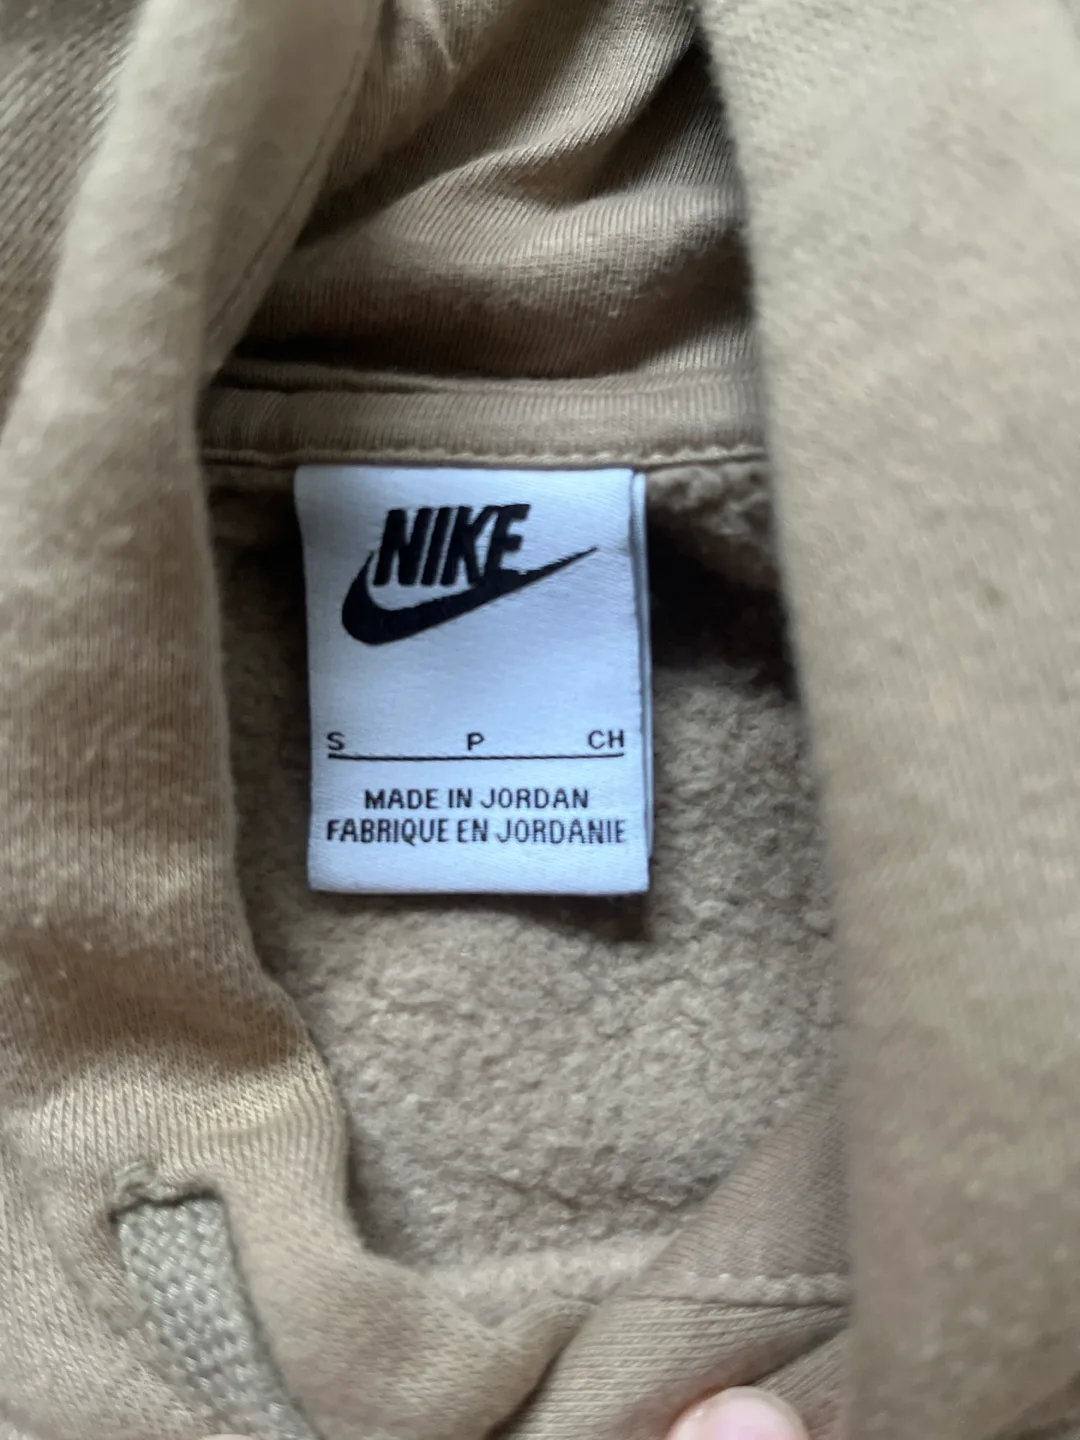 NIKE
S P CH
MADE IN JORDAN
FABRIQUE EN JORDANIE